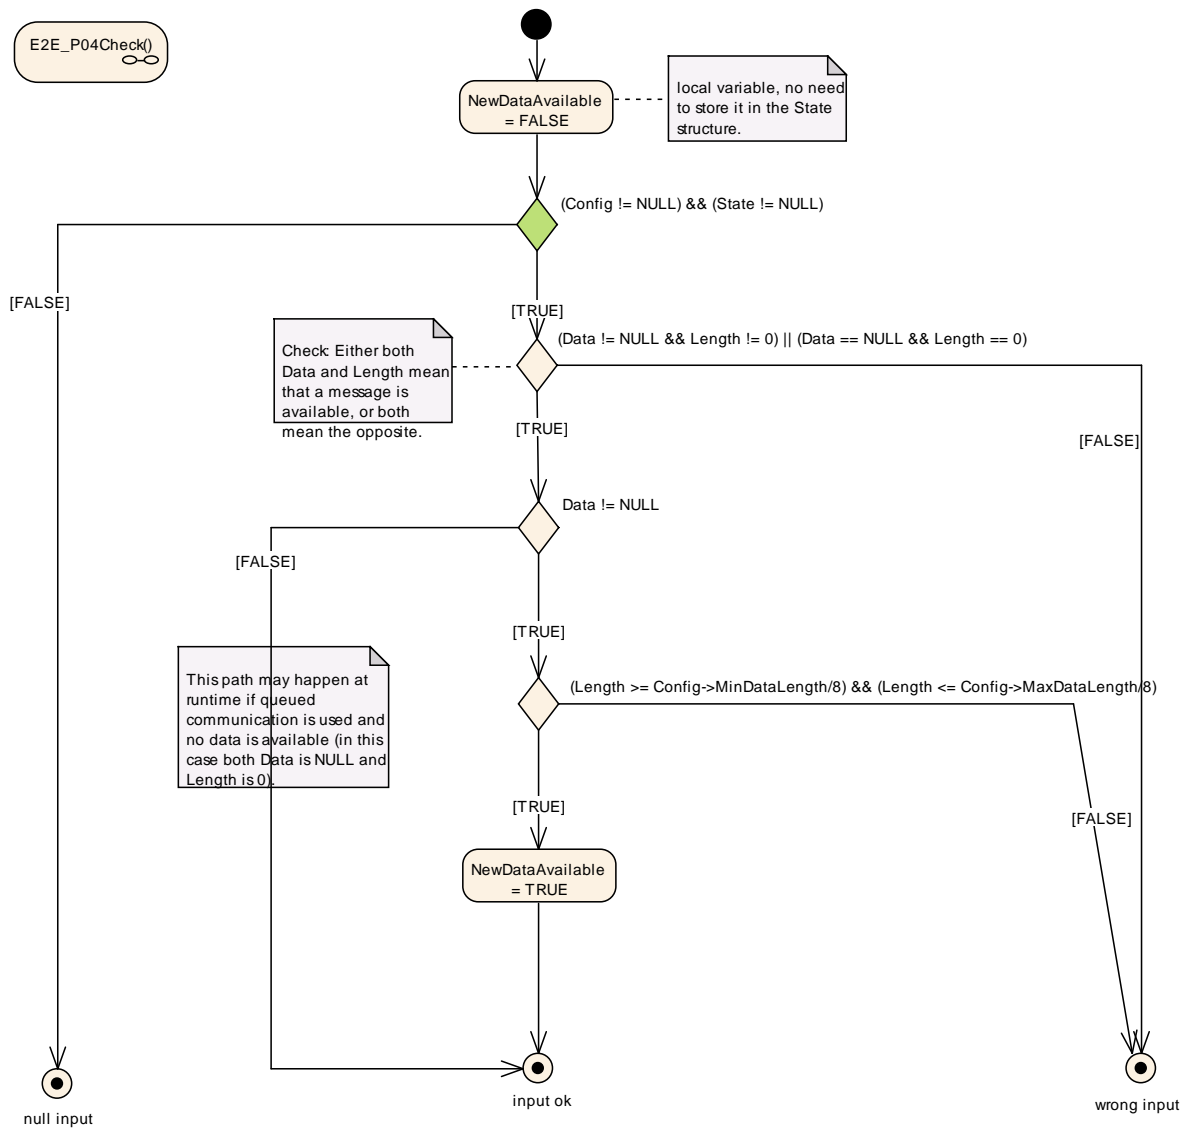 E2E_P04Check()
NewDataAvailable
= FALSE
local variable, no need
to store it in the State
structure.
(Config != NULL) && (State != NULL)
[FALSE]
[TRUE]
(Data != NULL && Length != 0) || (Data == NULL && Length == 0)
Check: Either both
Data and Length mean
that a message is
available, or both
mean the opposite.
[TRUE]
[FALSE]
Data != NULL
[FALSE]
[TRUE]
This path may happen at
runtime if queued
communication is used and
no data is available (in this
case both Data is NULL and
Length is 0).
(Length >= Config->MinDataLength/8) && (Length <= Config->MaxDataLength/8)
[TRUE]
[FALSE]
NewDataAvailable
= TRUE
null input
input ok
wrong input